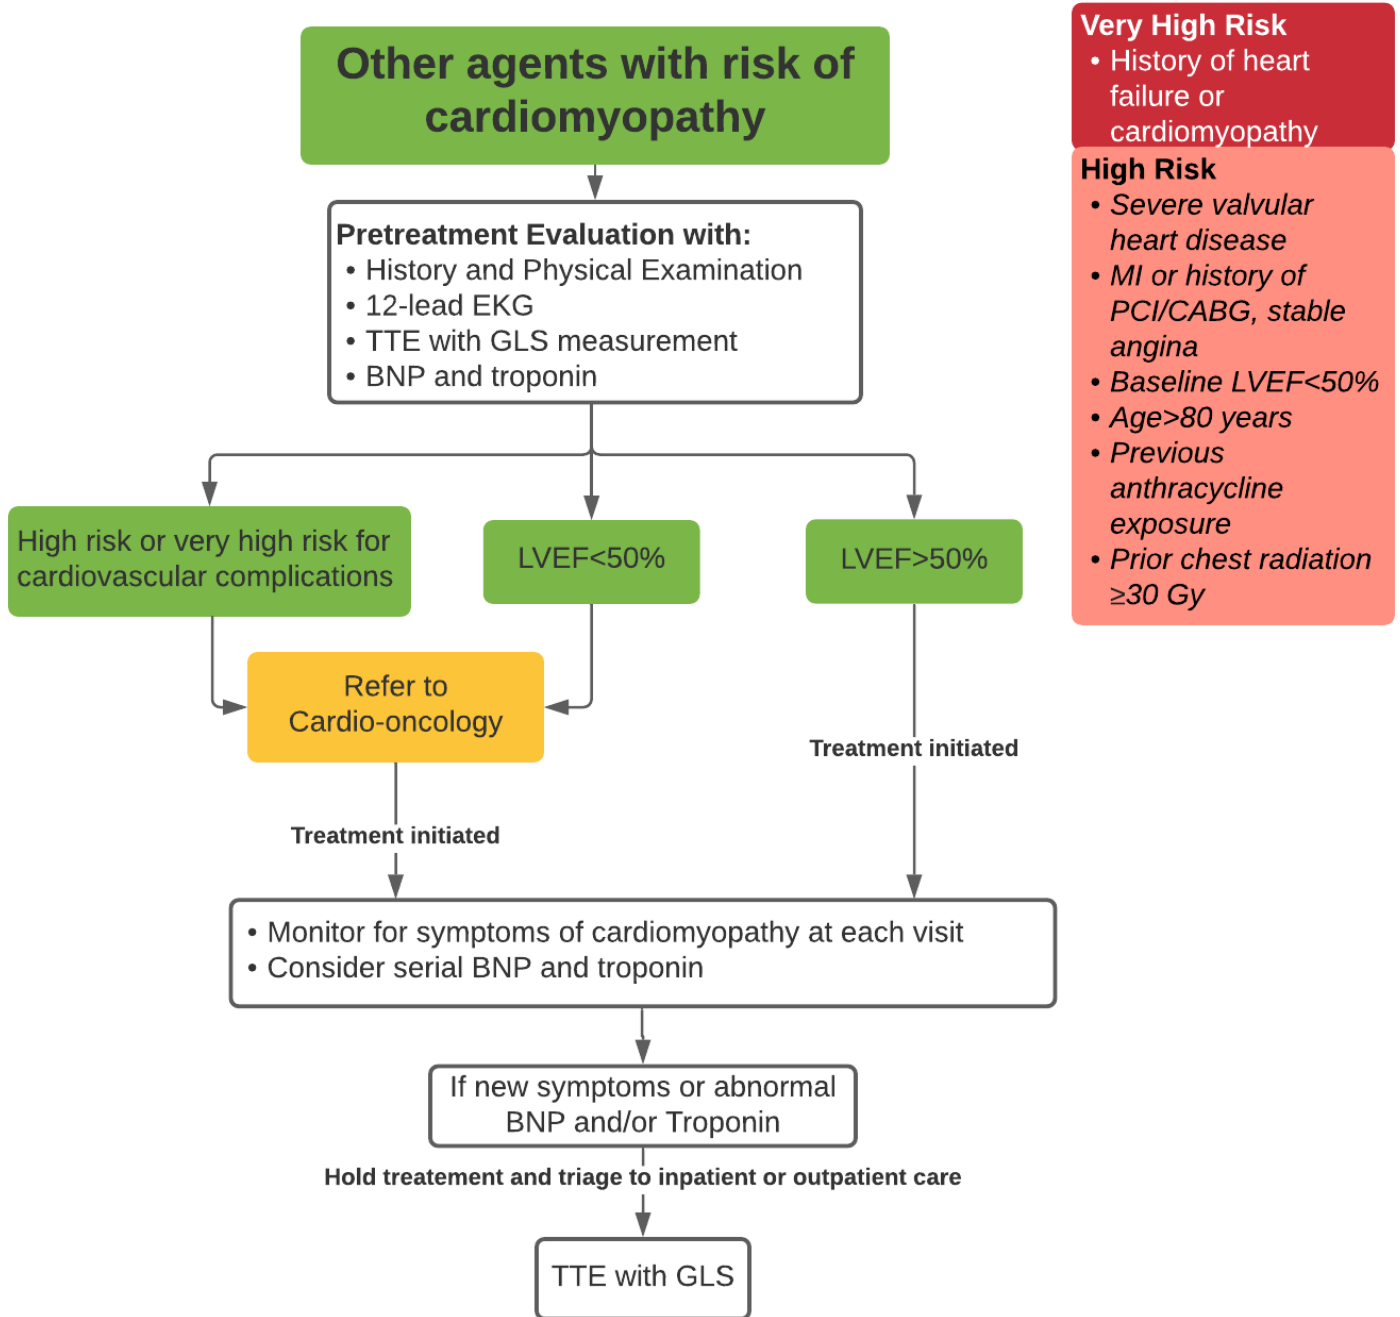 Other agents with risk of
cardiomyopathy
Pretreatment Evaluation with:
• History and Physical Examination
• 12-lead EKG
• TTE with GLS measurement
• BNP and troponin
High risk or very high risk for
cardiovascular complications
LVEF<50%
LVEF>50%
Refer to
Cardio-oncology
Treatment initiated
Treatment initiated
• Monitor for symptoms of cardiomyopathy at each visit
• Consider serial BNP and troponin
If new symptoms or abnormal
BNP and/or Troponin
Hold treatement and triage to inpatient or outpatient care
TTE with GLS
Very High Risk
• History of heart
failure or
cardiomyopathy
High Risk
• Severe valvular
heart disease
• MI or history of
PCI/CABG, stable
angina
• Baseline LVEF<50%
• Age>80 years
• Previous
anthracycline
exposure
• Prior chest radiation
≥30 Gy